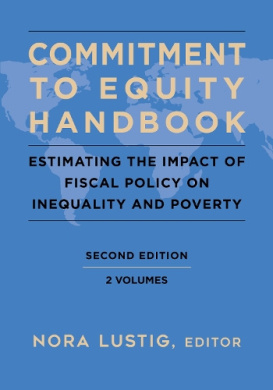 COMMITMENT
TO EQUITY
HANDBOOK
ESTIMATING THE IMPACT OF
FISCAL POLICY ON
INEQUALITY AND POVERTY
SECOND EDITION
2 VOLUMES
NORA LUSTIG, EDITOR